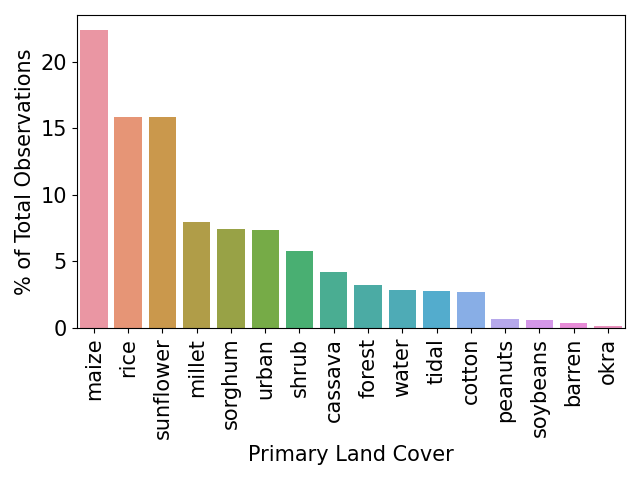 % of Total Observations
20
15
10
5
0
maize
rice
sunflower
millet
sorghum
urban
shrub
cassava
forest
water
tidal
cotton
peanuts
soybeans
barren
okra
Primary Land Cover